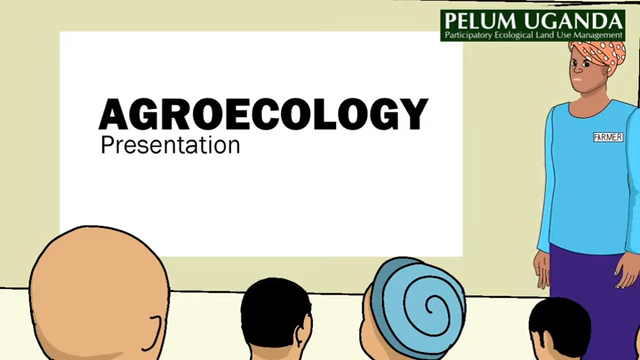 PELUM UGANDA
Participatory Ecological Land Use Management
AGROECOLOGY
Presentation
FARMER